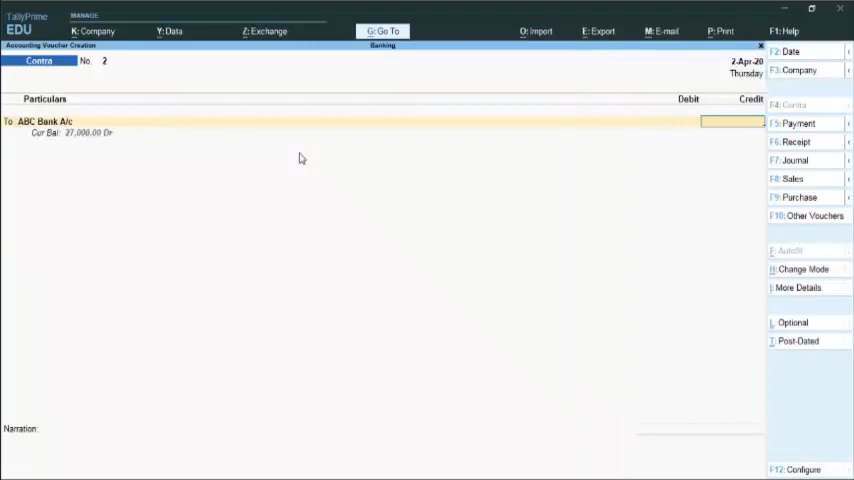 TallyPrime
EDU
MANAGE
K: Company
Y: Data
Z: Exchange
G: Go To
O: Import
E: Export
M: E-mail
P: Print
F1: Help
Accounting Voucher Creation
Banking
Contra No. 2
2-Apr-20
Thursday
Particulars
Debit
Credit
To ABC Bank A/c
Cur Bal: 27,000.00 Dr
Narration:
F2: Date
F3: Company
F4: Contra
F5: Payment
F6: Receipt
F7: Journal
F8: Sales
F9: Purchase
F10: Other Vouchers
F: Autofill
H: Change Mode
I: More Details
L: Optional
T: Post-Dated
F12: Configure